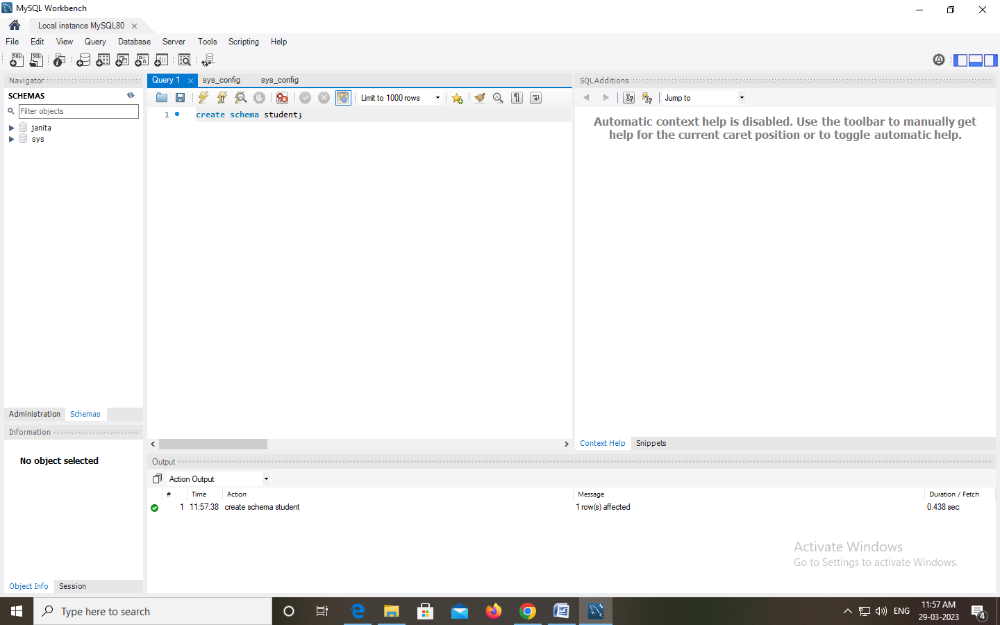 MySQL Workbench
Local instance MySQL80
File Edit View Query Database Server Tools Scripting Help
Navigator
SCHEMAS
Filter objects
janita
sys
Administration Schemas
Information
No object selected
Object Info Session
Query 1 sys_config sys_config
Limit to 1000 rows
1 create schema student;
SQLAdditions
Jump to
Automatic context help is disabled. Use the toolbar to manually get
help for the current caret position or to toggle automatic help.
Context Help Snippets
Output
Action Output
# Time Action Message Duration / Fetch
1 11:57:38 create schema student 1 row(s) affected 0.438 sec
Activate Windows
Go to Settings to activate Windows.
Type here to search
ENG
11:57 AM
29-03-2023
4